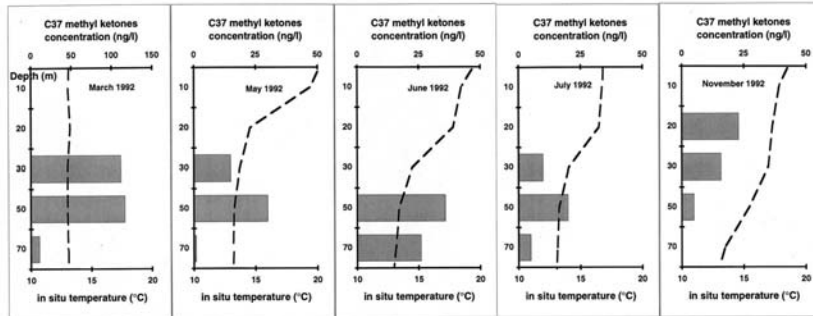 C37 methyl ketones
concentration (ng/l)
0 50 100 150
Depth (m)
March 1992
10
20
30
50
70
10 15 20
in situ temperature (°C)
C37 methyl ketones
concentration (ng/l)
0 25 50
May 1992
10
20
30
50
70
10 15 20
in situ temperature (°C)
C37 methyl ketones
concentration (ng/l)
0 25 50
June 1992
10
20
30
50
70
10 15 20
in situ temperature (°C)
C37 methyl ketones
concentration (ng/l)
0 25 50
July 1992
10
20
30
50
70
10 15 20
in situ temperature (°C)
C37 methyl ketones
concentration (ng/l)
0 25 50
November 1992
10
20
30
50
70
10 15 20
in situ temperature (°C)